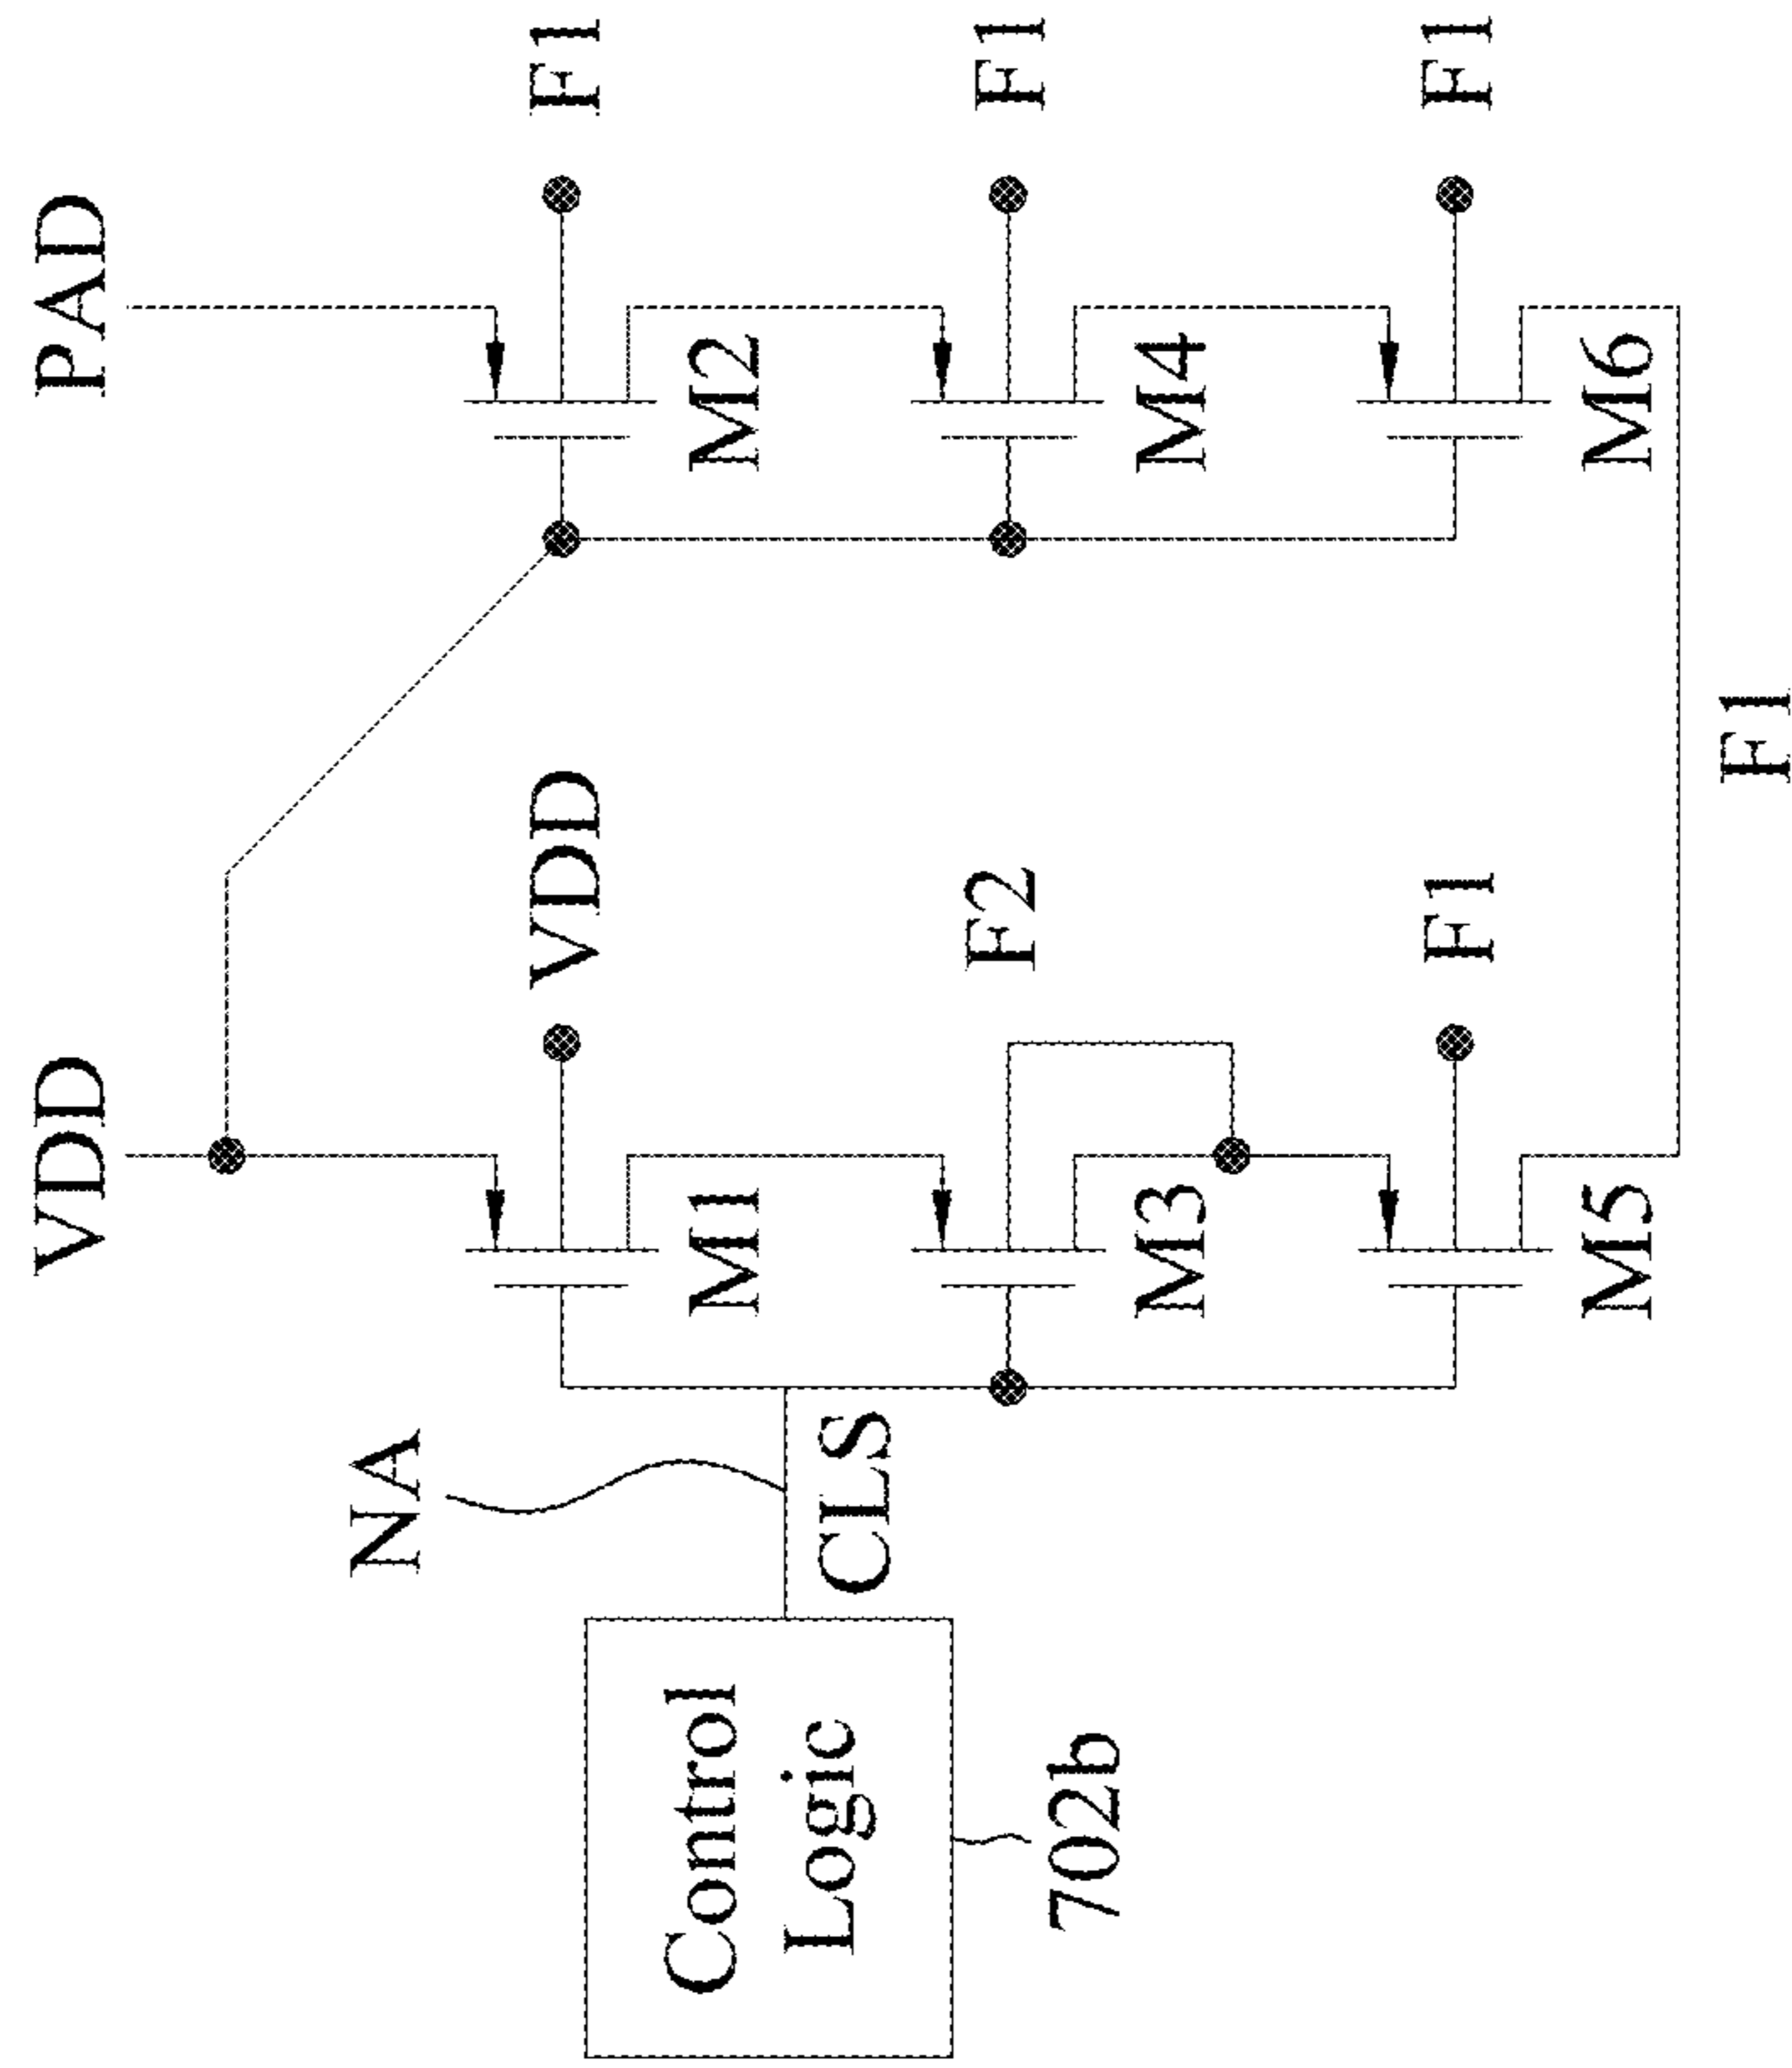 VDD
PAD
NA
VDD
F1
Control
Logic
M1
M2
CLS
F2
F1
702b
M3
M4
F1
F1
M5
M6
F1